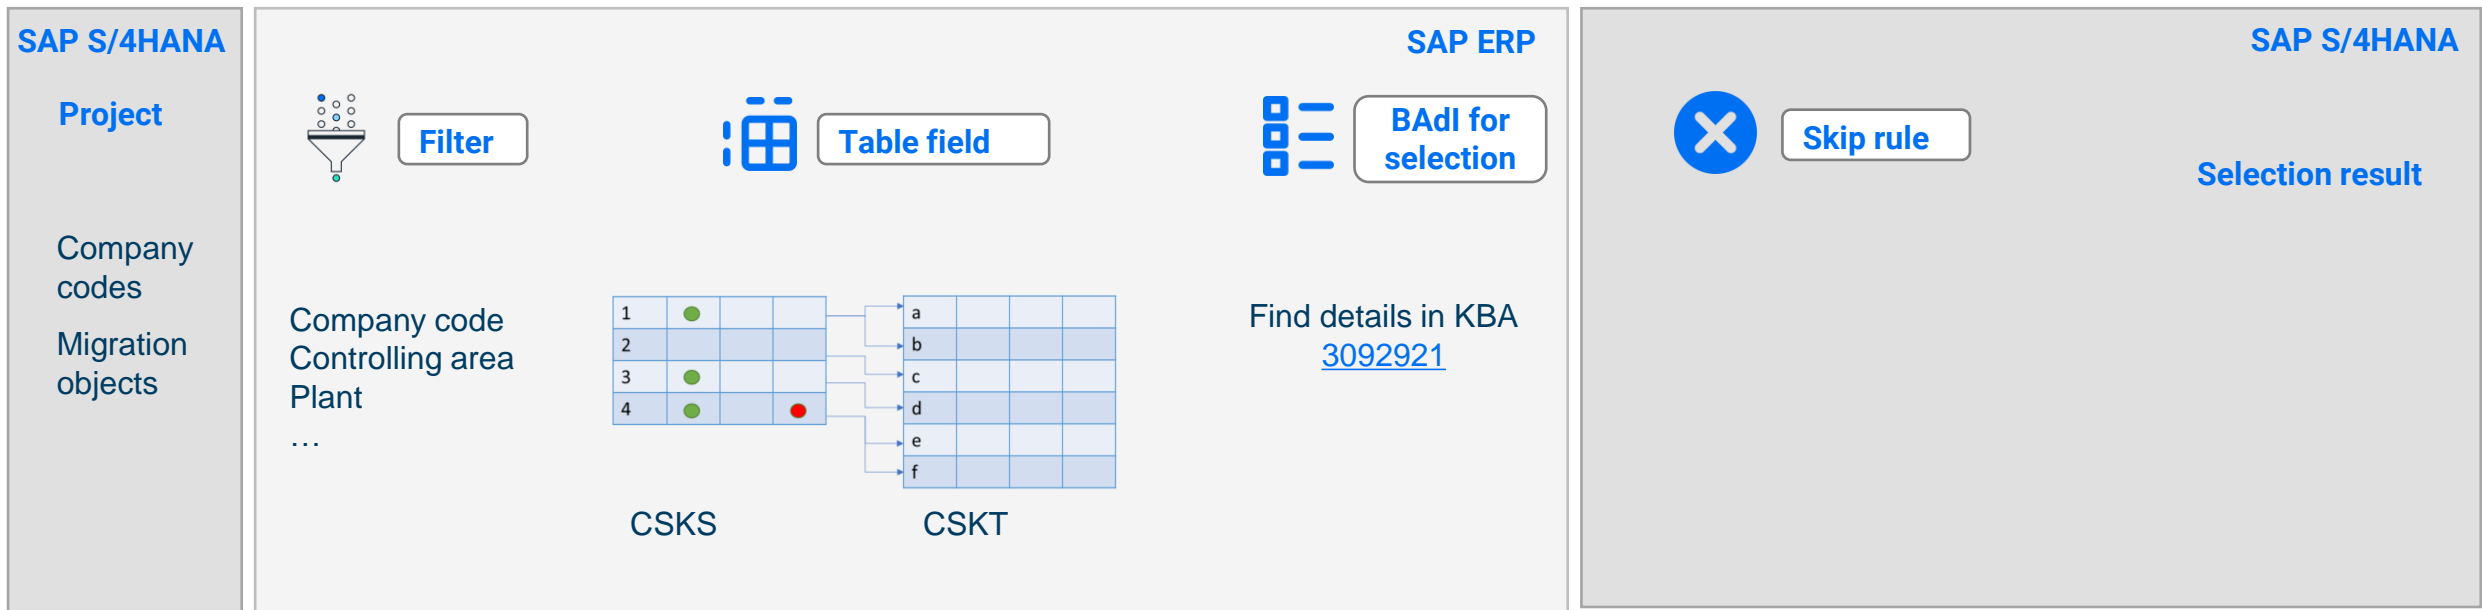 SAP S/4HANA
Project
Company
codes
Migration
objects
SAP ERP
Filter
Table field
BAdI for
selection
Company code
Controlling area
Plant
…
1
2
3
4
a
b
c
d
e
f
CSKS
CSKT
Find details in KBA
3092921
SAP S/4HANA
Skip rule
Selection result